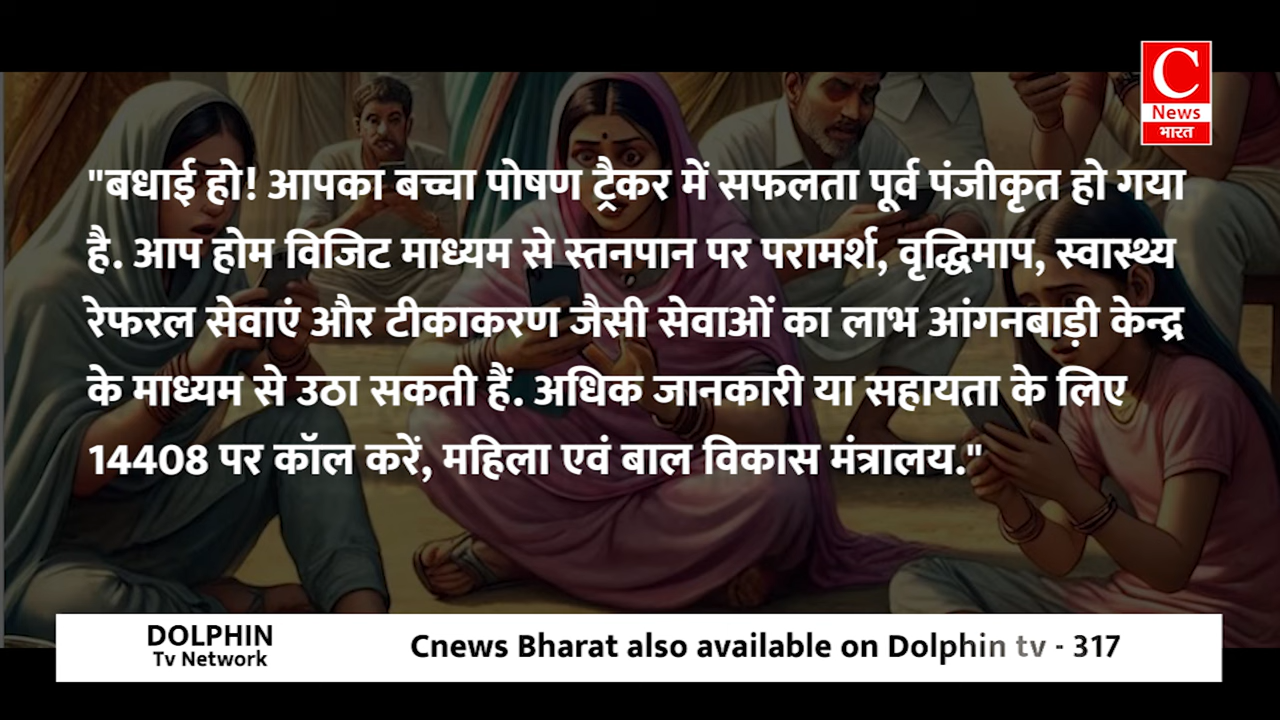 C
News
भारत
"बधाई हो! आपका बच्चा पोषण ट्रैकर में सफलता पूर्व पंजीकृत हो गया
है. आप होम विजिट माध्यम से स्तनपान पर परामर्श, वृद्धिमाप, स्वास्थ्य
रेफरल सेवाएं और टीकाकरण जैसी सेवाओं का लाभ आंगनबाड़ी केन्द्र
के माध्यम से उठा सकती हैं. अधिक जानकारी या सहायता के लिए
14408 पर कॉल करें, महिला एवं बाल विकास मंत्रालय."
DOLPHIN
Tv Network
Cnews Bharat also available on Dolphin tv - 317